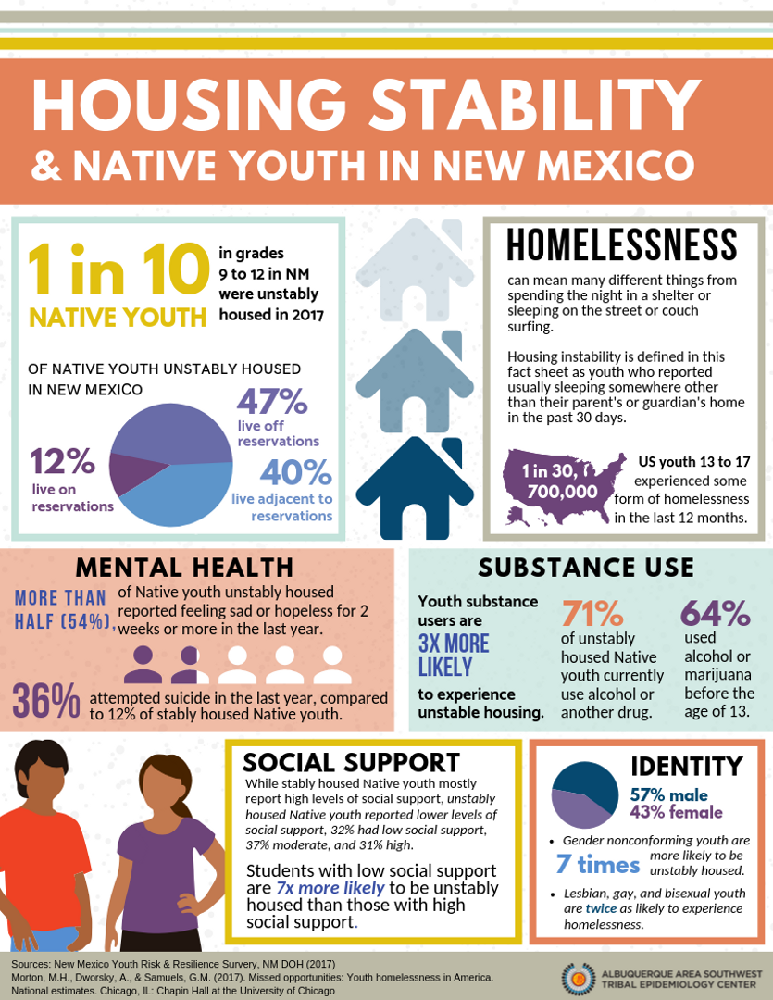 HOUSING STABILITY
& NATIVE YOUTH IN NEW MEXICO
1 in 10
NATIVE YOUTH
in grades
9 to 12 in NM
were unstably
housed in 2017
OF NATIVE YOUTH UNSTABLY HOUSED
IN NEW MEXICO
47%
live off
reservations
12%
live on
reservations
40%
live adjacent to
reservations
HOMELESSNESS
can mean many different things from
spending the night in a shelter or
sleeping on the street or couch
surfing.
Housing instability is defined in this
fact sheet as youth who reported
usually sleeping somewhere other
than their parent's or guardian's home
in the past 30 days.
1 in 30,
700,000
US youth 13 to 17
experienced some
form of homelessness
in the last 12 months.
MENTAL HEALTH
MORE THAN
HALF (54%),
of Native youth unstably housed
reported feeling sad or hopeless for 2
weeks or more in the last year.
36%
attempted suicide in the last year, compared
to 12% of stably housed Native youth.
SUBSTANCE USE
Youth substance
users are
3X MORE
LIKELY
to experience
unstable housing.
71%
of unstably
housed Native
youth currently
use alcohol or
another drug.
64%
used
alcohol or
marijuana
before the
age of 13.
SOCIAL SUPPORT
While stably housed Native youth mostly
report high levels of social support, unstably
housed Native youth reported lower levels of
social support, 32% had low social support,
37% moderate, and 31% high.
Students with low social support
are 7x more likely to be unstably
housed than those with high
social support.
IDENTITY
57% male
43% female
• Gender nonconforming youth are
7 times more likely to be
unstably housed.
• Lesbian, gay, and bisexual youth
are twice as likely to experience
homelessness.
Sources: New Mexico Youth Risk & Resilience Survery, NM DOH (2017)
Morton, M.H., Dworsky, A., & Samuels, G.M. (2017). Missed opportunities: Youth homelessness in America.
National estimates. Chicago, IL: Chapin Hall at the University of Chicago
ALBUQUERQUE AREA SOUTHWEST
TRIBAL EPIDEMIOLOGY CENTER